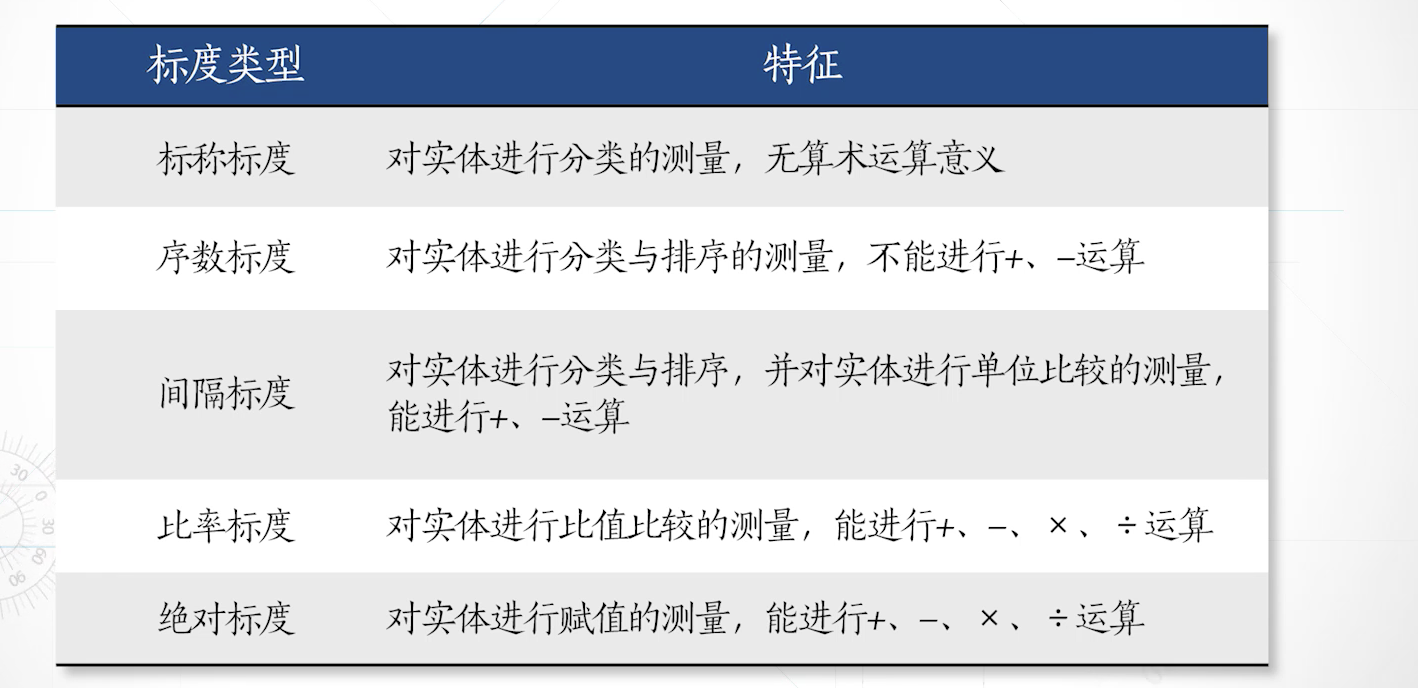 标度类型 特征
标称标度 对实体进行分类的测量，无算术运算意义
序数标度 对实体进行分类与排序的测量，不能进行+、–运算
间隔标度 对实体进行分类与排序，并对实体进行单位比较的测量，
能进行+、–运算
比率标度 对实体进行比值比较的测量，能进行+、–、×、÷运算
绝对标度 对实体进行赋值的测量，能进行+、–、×、÷运算
30
0
30
60
90